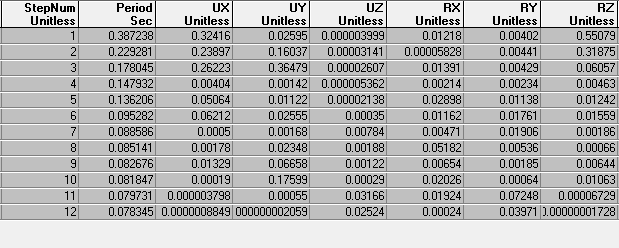 StepNum Period UX UY UZ RX RY RZ
Unitless Sec Unitless Unitless Unitless Unitless Unitless Unitless
1 0.387238 0.32416 0.02595 0.000003999 0.01218 0.00402 0.55079
2 0.229281 0.23897 0.16037 0.00003141 0.00005828 0.00441 0.31875
3 0.178045 0.26223 0.36479 0.00002607 0.01391 0.00429 0.06057
4 0.147932 0.00404 0.00142 0.000005362 0.00214 0.00234 0.00463
5 0.136206 0.05064 0.01122 0.00002138 0.02898 0.01138 0.01242
6 0.095282 0.06212 0.02555 0.00035 0.01162 0.01761 0.01559
7 0.088586 0.0005 0.00168 0.00784 0.00471 0.01906 0.00186
8 0.085141 0.00178 0.02348 0.00188 0.05182 0.00536 0.00066
9 0.082676 0.01329 0.06658 0.00122 0.00654 0.00185 0.00644
10 0.081847 0.00019 0.17599 0.00029 0.02026 0.00064 0.01063
11 0.079731 0.000003798 0.00055 0.03166 0.01924 0.07248 0.00006729
12 0.078345 0.0000008849 000000002059 0.02524 0.00024 0.03971 0.00000001728